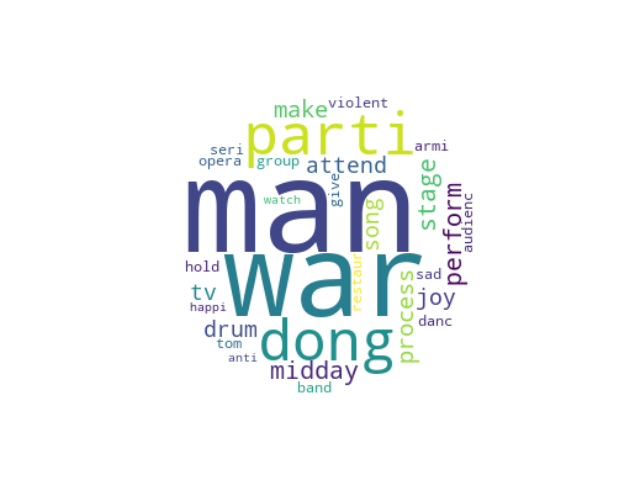 make violent
parti
seri armi
opera group attend
man
watch give song stage perform audienc
war
hold restaur process sad
tv joy
happi
drum dong danc
tom
anti midday
band